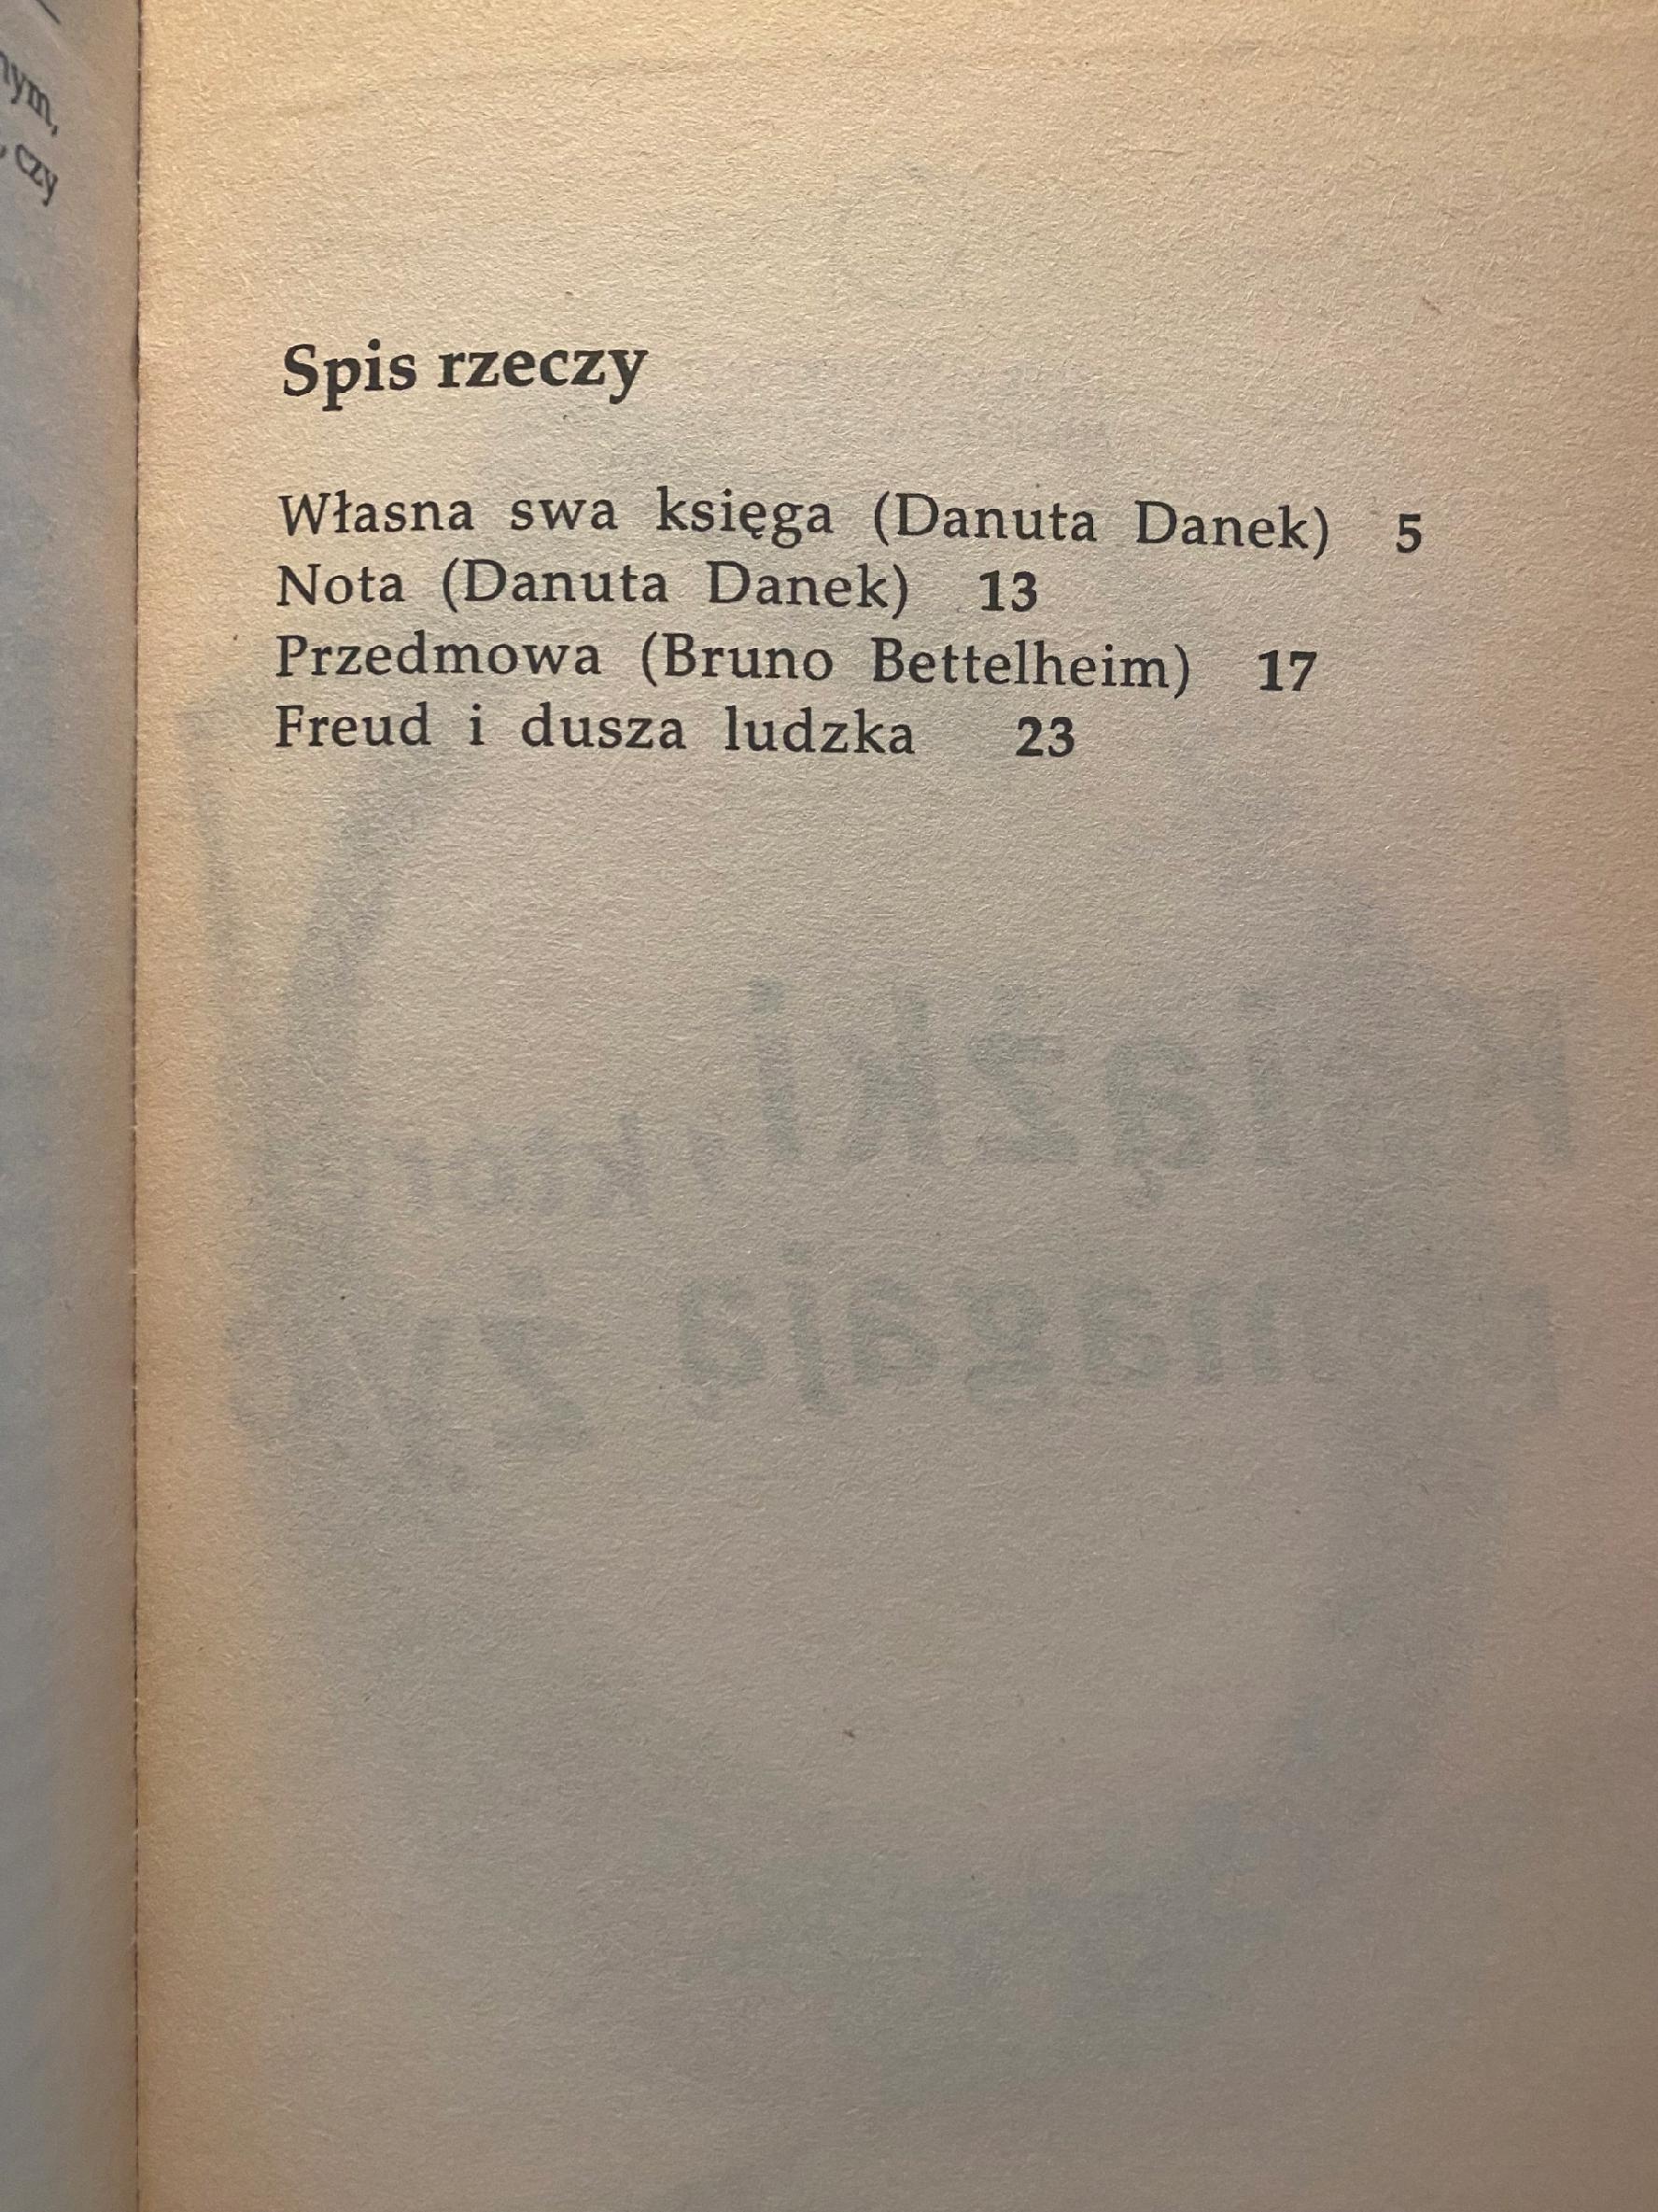 czy
Spis rzeczy
Własna swa księga (Danuta Danek) 5
Nota (Danuta Danek) 13
Przedmowa (Bruno Bettelheim) 17
Freud i dusza ludzka 23